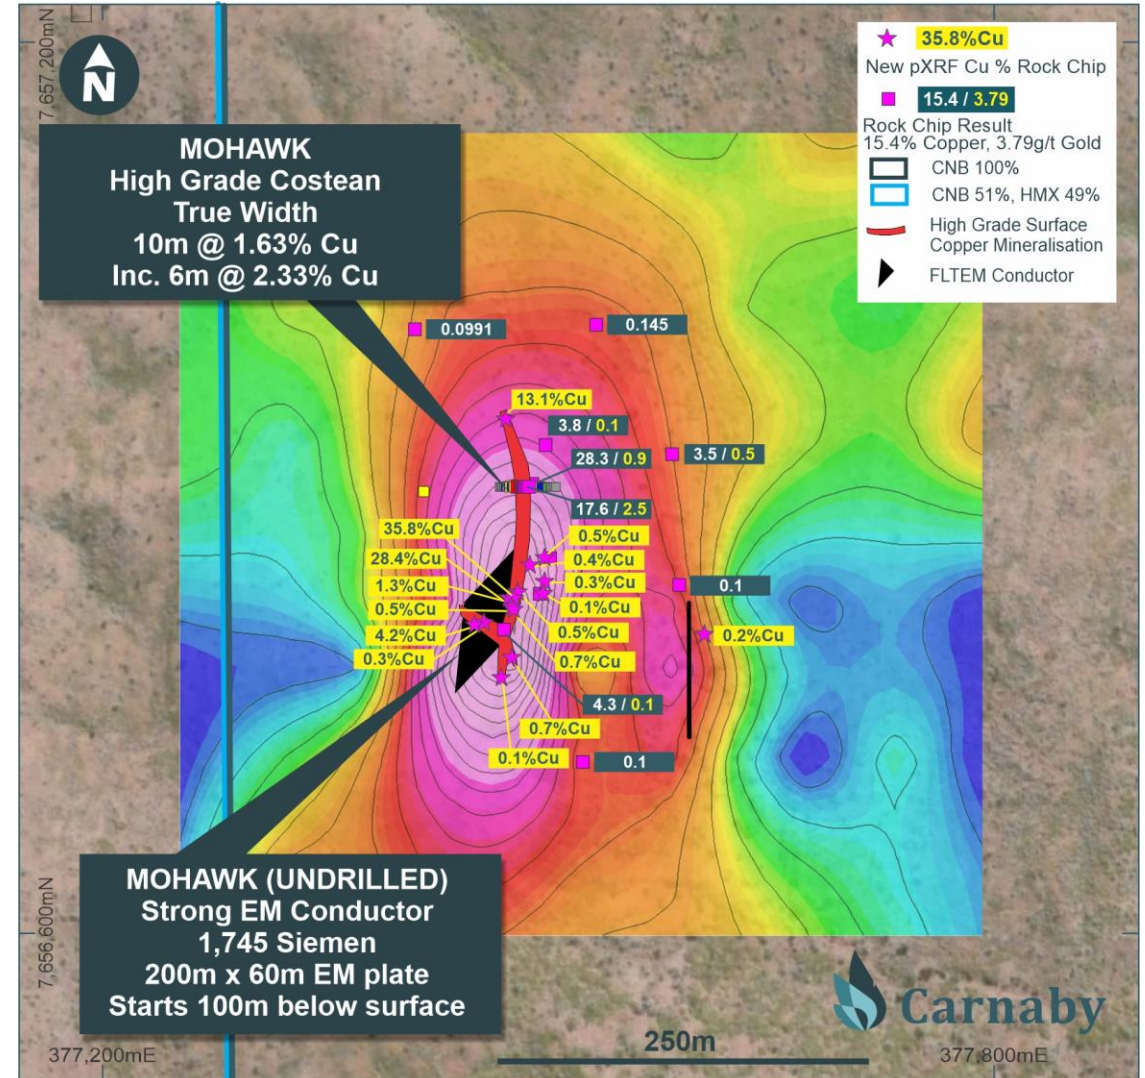 7,657,200mN
N
MOHAWK
High Grade Costean
True Width
10m @ 1.63% Cu
Inc. 6m @ 2.33% Cu
35.8%Cu
New pXRF Cu % Rock Chip
15.4 / 3.79
Rock Chip Result
15.4% Copper, 3.79g/t Gold
CNB 100%
CNB 51%, HMX 49%
High Grade Surface
Copper Mineralisation
FLTEM Conductor
0.0991
0.145
13.1%Cu
3.8 / 0.1
28.3 / 0.9
3.5 / 0.5
17.6 / 2.5
35.8%Cu
0.5%Cu
28.4%Cu
0.4%Cu
1.3%Cu
0.3%Cu
0.1
0.5%Cu
0.1%Cu
4.2%Cu
0.5%Cu
0.2%Cu
0.3%Cu
0.7%Cu
4.3 / 0.1
0.7%Cu
0.1%Cu
0.1
MOHAWK (UNDRILLED)
Strong EM Conductor
1,745 Siemen
200m x 60m EM plate
Starts 100m below surface
7,656,600mN
Carnaby
377,200mE
250m
377,800mE